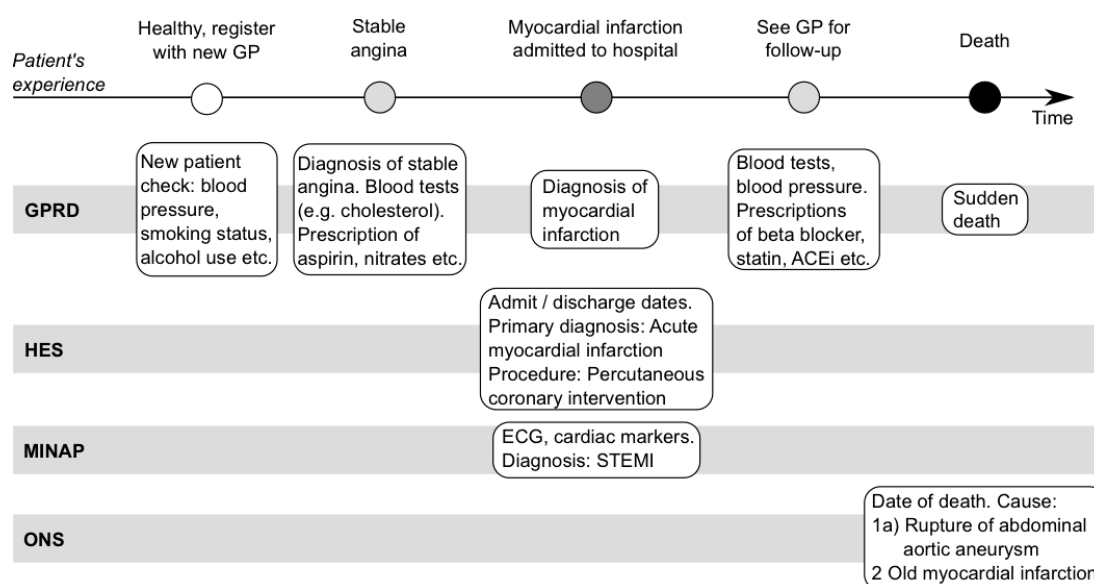 Healthy, register
with new GP
Stable
angina
Myocardial infarction
admitted to hospital
See GP for
follow-up
Death
Patient's
experience
Time
GPRD
New patient
check: blood
pressure,
smoking status,
alcohol use etc.
Diagnosis of stable
angina. Blood tests
(e.g. cholesterol).
Prescription of
aspirin, nitrates etc.
Diagnosis of
myocardial
infarction
Blood tests,
blood pressure.
Prescriptions
of beta blocker,
statin, ACEi etc.
Sudden
death
HES
Admit / discharge dates.
Primary diagnosis: Acute
myocardial infarction
Procedure: Percutaneous
coronary intervention
MINAP
ECG, cardiac markers.
Diagnosis: STEMI
ONS
Date of death. Cause:
1a) Rupture of abdominal
aortic aneurysm
2 Old myocardial infarction